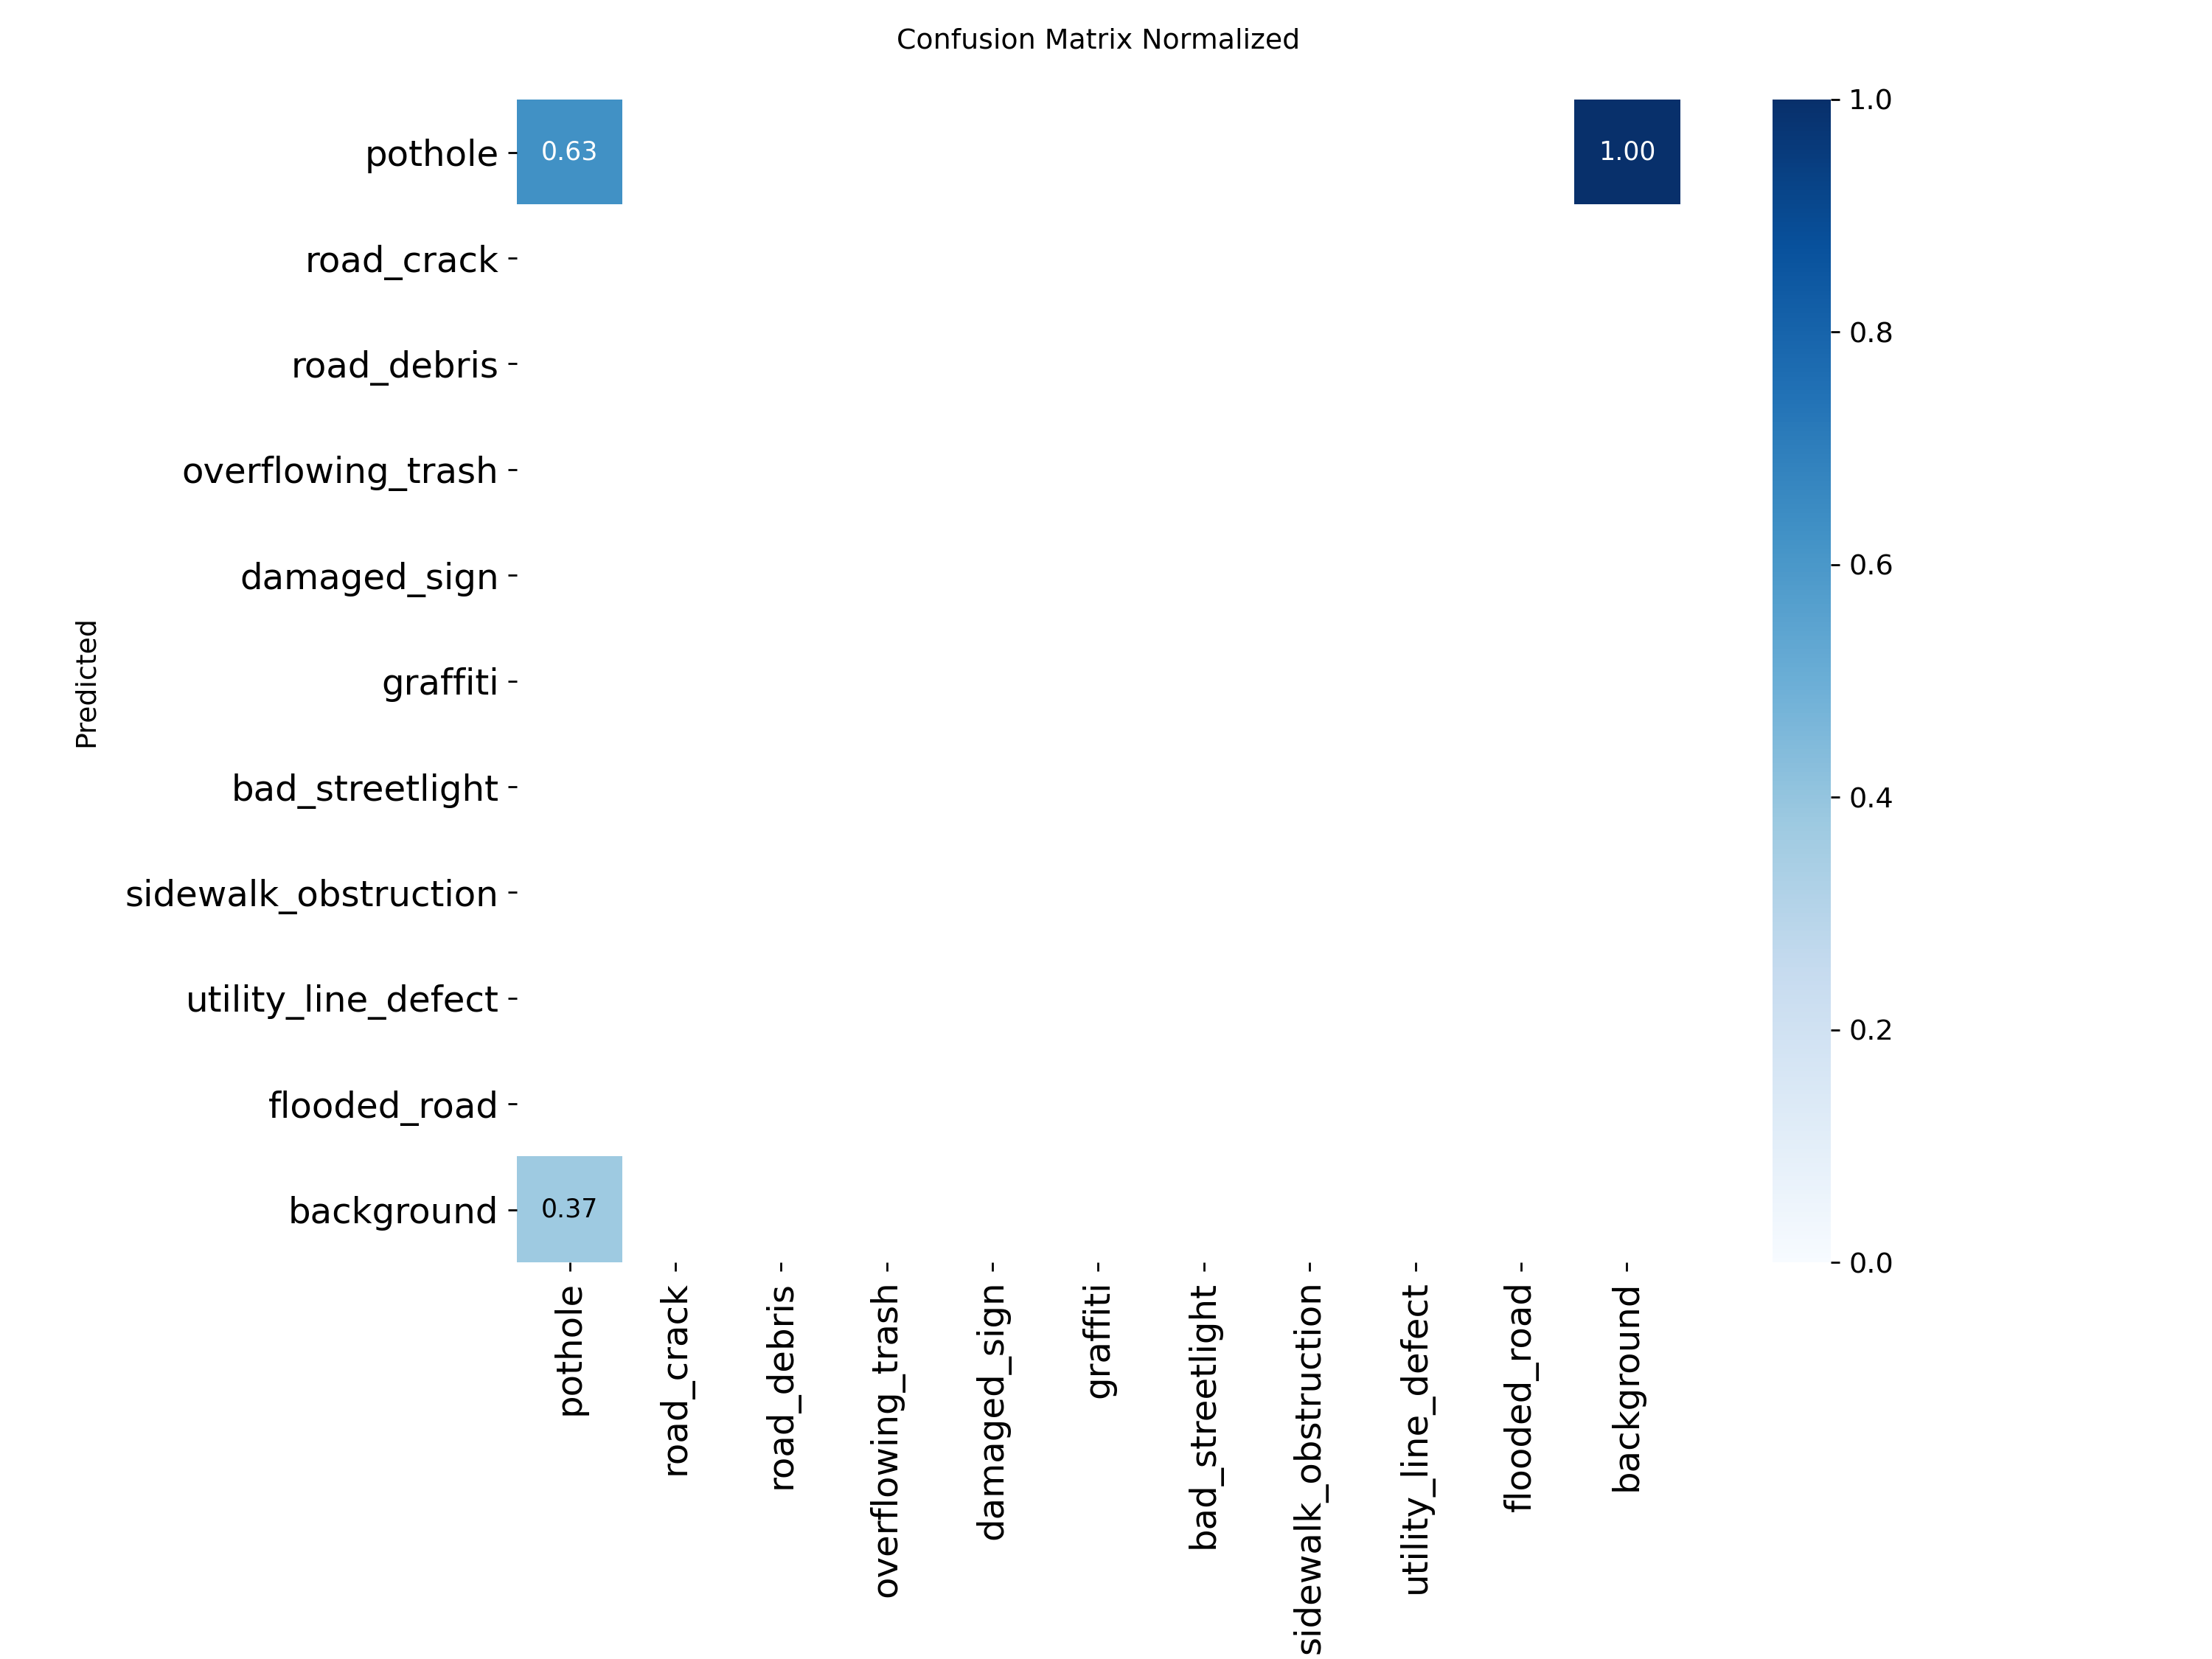 Confusion Matrix Normalized
pothole
road_crack
road_debris
overflowing_trash
damaged_sign
graffiti
bad_streetlight
sidewalk_obstruction
utility_line_defect
flooded_road
background
Predicted
0.63
1.00
0.37
pothole
road_crack
road_debris
overflowing_trash
damaged_sign
graffiti
bad_streetlight
sidewalk_obstruction
utility_line_defect
flooded_road
background
1.0
0.8
0.6
0.4
0.2
0.0